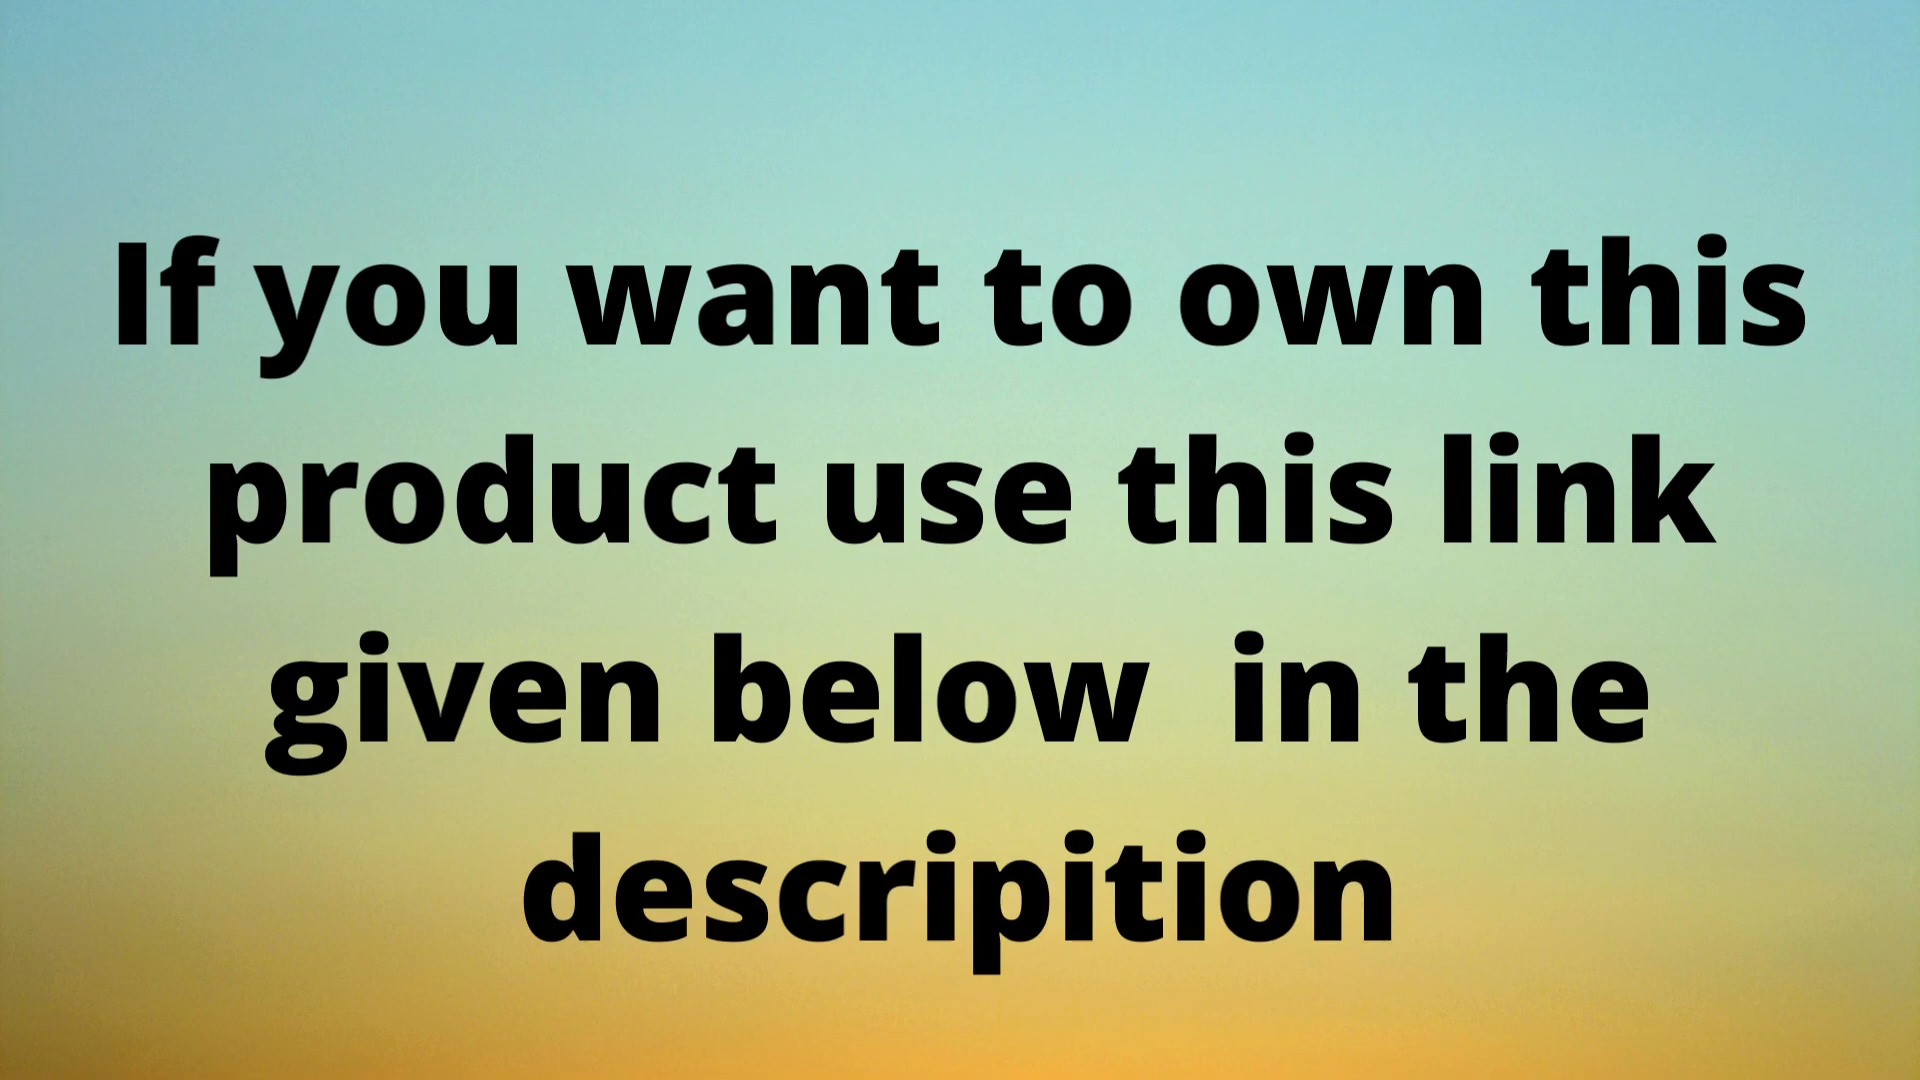 If you want to own this
product use this link
given below  in the
descripition